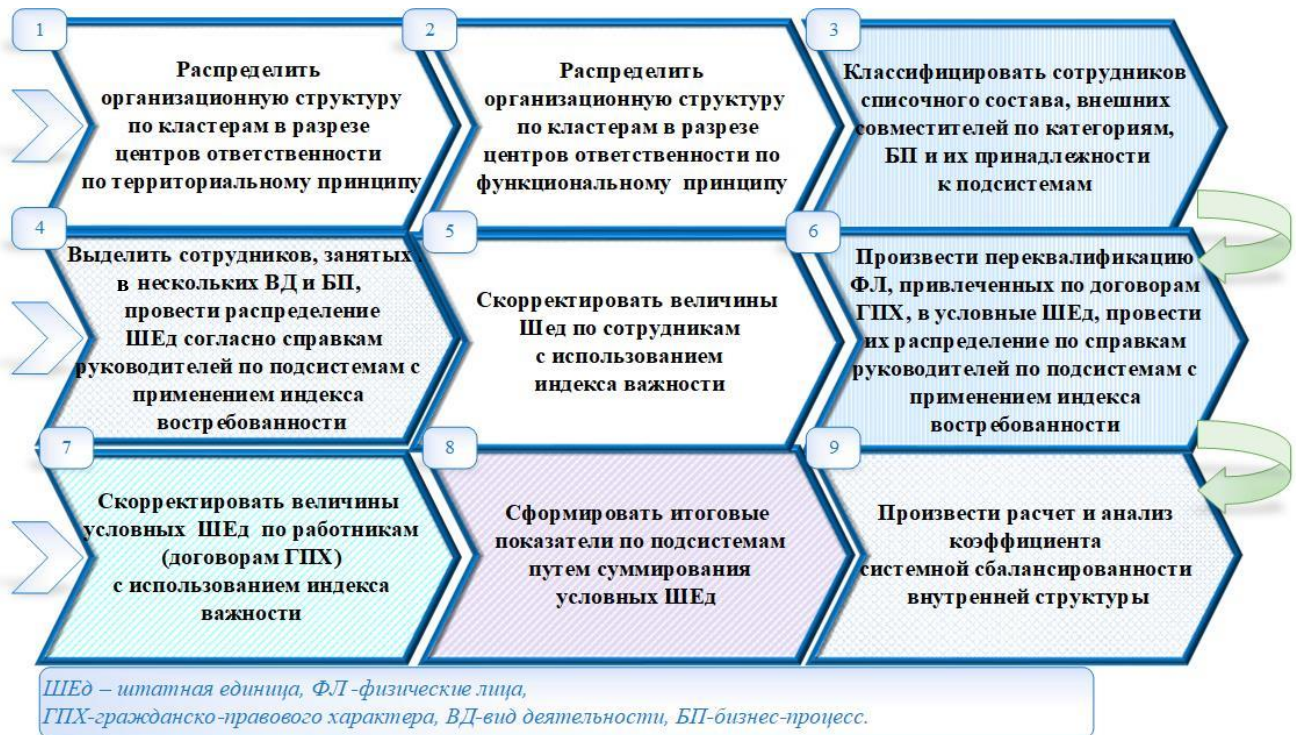 1
Распределить
организационную структуру
по кластерам в разрезе
центров ответственности
по территориальному принципу
2
Распределить
организационную структуру
по кластерам в разрезе
центров ответственности по
функциональному принципу
3
Классифицировать сотрудников
списочного состава, внешних
совместителей по категориям,
БП и их принадлежности
к подсистемам
4
Выделить сотрудников, занятых
в нескольких ВД и БП,
провести распределение
ШЕд согласно справкам
руководителей по подсистемам с
применением индекса
востребованности
5
Скорректировать величины
Шед по сотрудникам
с использованием
индекса важности
6
Произвести переквалификацию
ФЛ, привлеченных по договорам
ГПХ, в условные ШЕд, провести
их распределение по справкам
руководителей по подсистемам с
применением индекса
востребованности
7
Скорректировать величины
условных ШЕд по работникам
(договорам ГПХ)
с использованием индекса
важности
8
Сформировать итоговые
показатели по подсистемам
путем суммирования
условных ШЕд
9
Произвести расчет и анализ
коэффициента
системной сбалансированности
внутренней структуры
ШЕд – штатная единица, ФЛ -физические лица,
ГПХ-гражданско-правового характера, ВД-вид деятельности, БП-бизнес-процесс.